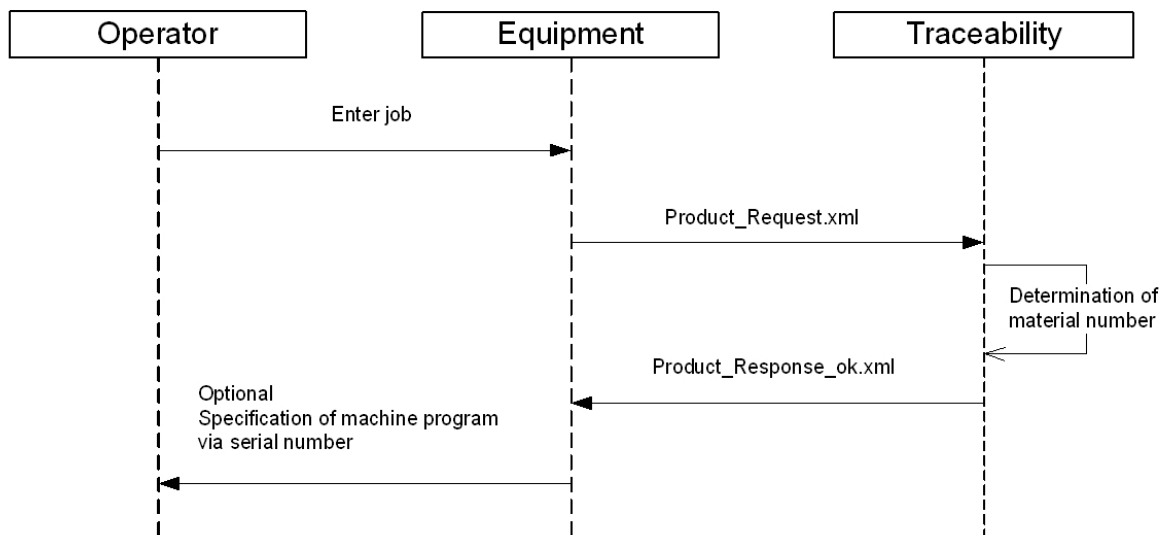 Operator
Equipment
Traceability
Enter job
Product_Request.xml
Determination of
material number
Product_Response_ok.xml
Optional
Specification of machine program
via serial number